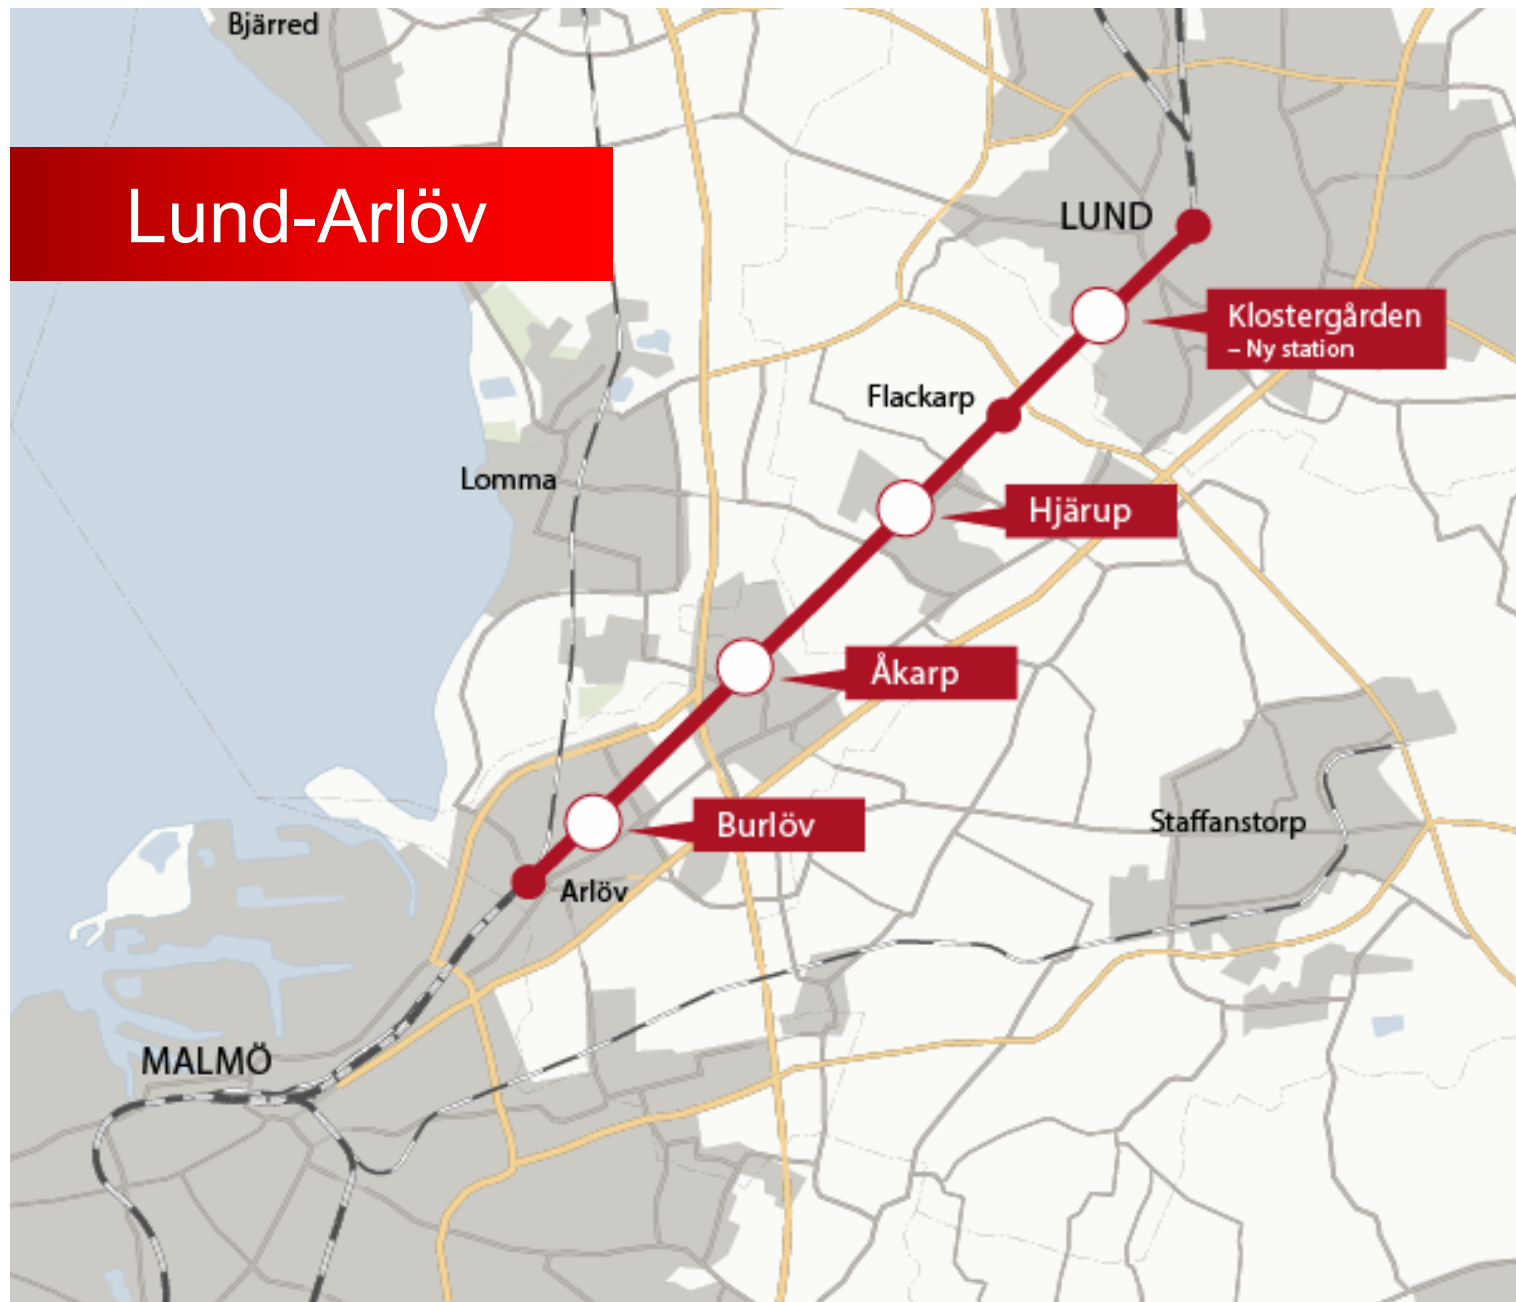 Bjärred
Lund-Arlöv
LUND
Klostergården
– Ny station
Flackarp
Lomma
Hjärup
Åkarp
Burlöv
Staffanstorp
Arlöv
MALMÖ